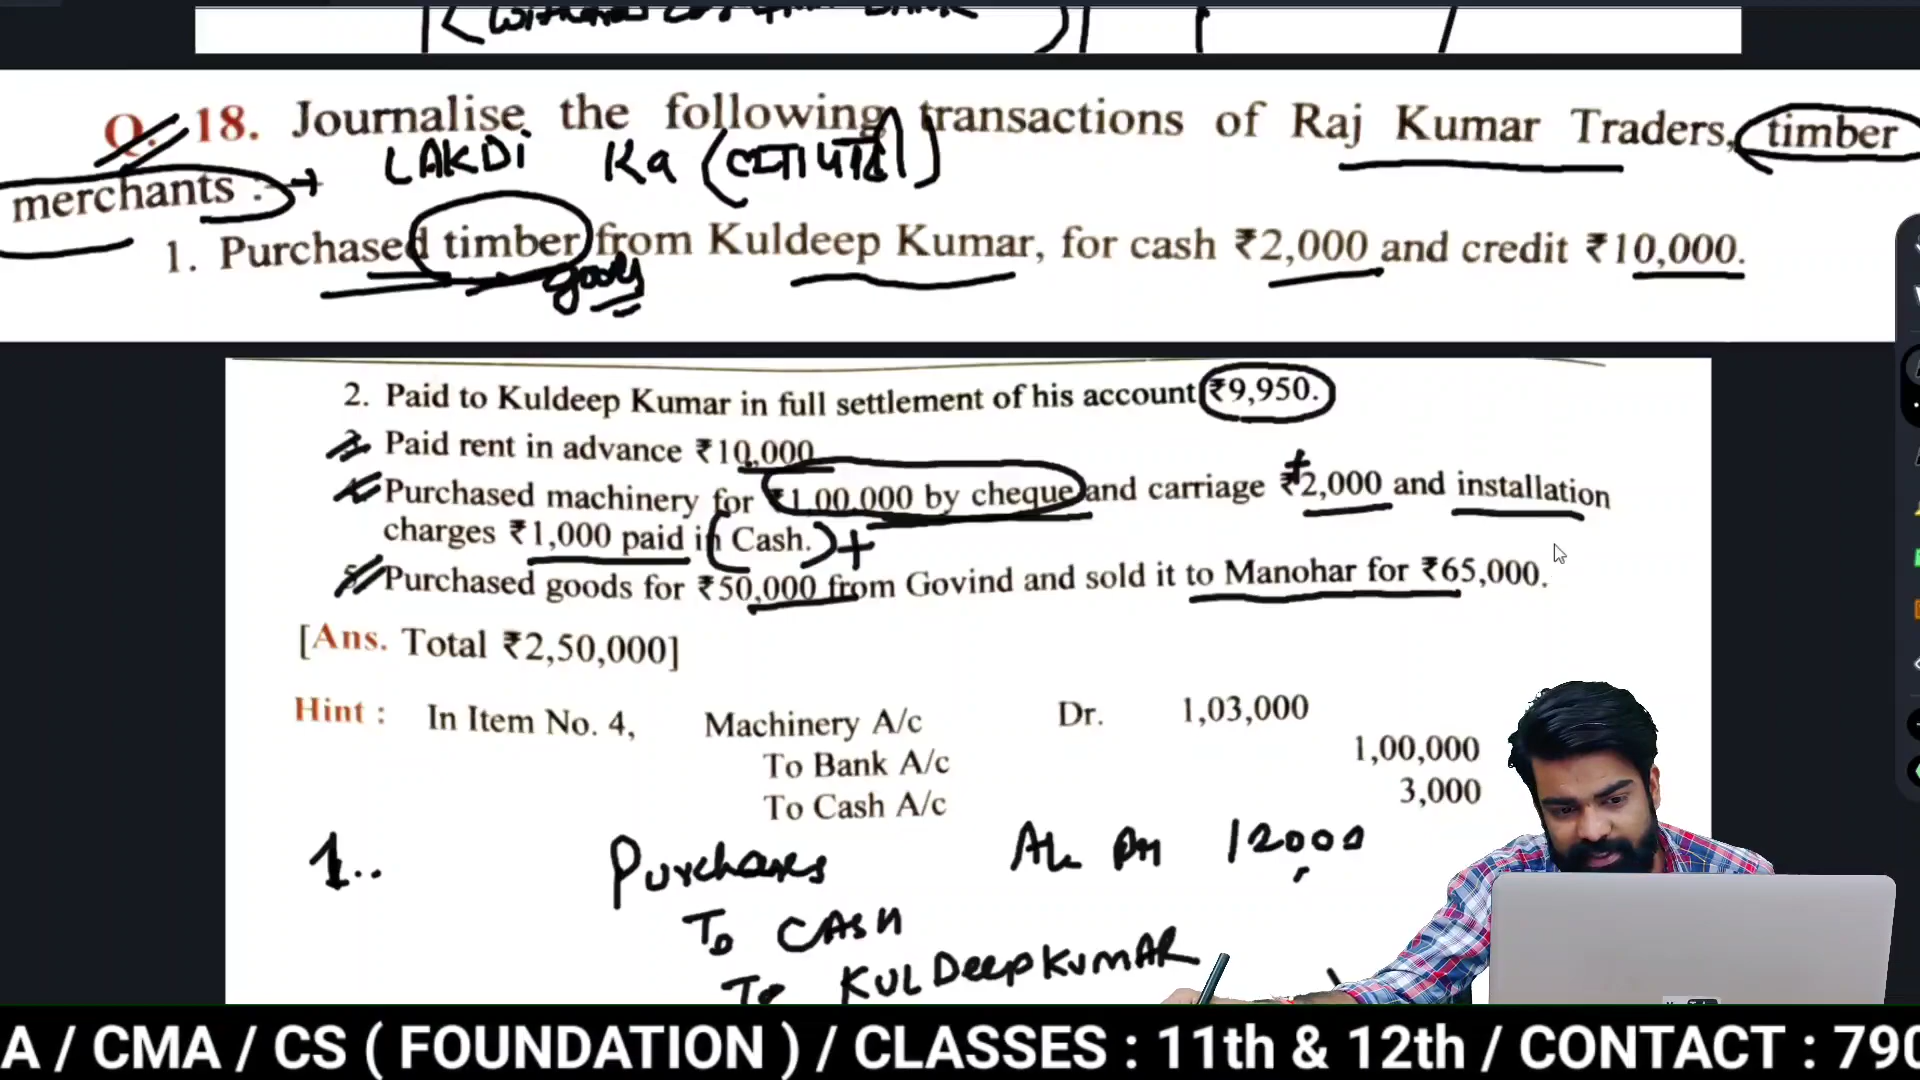 Q. 18. Journalise the following transactions of Raj Kumar Traders, timber
merchants :-
LAKDI Ka
1. Purchased timber from Kuldeep Kumar, for cash ₹2,000 and credit ₹10,000.
goods
2. Paid to Kuldeep Kumar in full settlement of his account ₹9,950.
3. Paid rent in advance ₹10,000
4. Purchased machinery for ₹1,00,000 by cheque and carriage ₹2,000 and installation
charges ₹1,000 paid in Cash.
5. Purchased goods for ₹50,000 from Govind and sold it to Manohar for ₹65,000.
[Ans. Total ₹2,50,000]
Hint : In Item No. 4, Machinery A/c Dr. 1,03,000
To Bank A/c 1,00,000
To Cash A/c 3,000
1.. Purchases A/c Dr 12000
To CASH
To KULDeepKumAR
A / CMA / CS ( FOUNDATION ) / CLASSES : 11th & 12th / CONTACT : 790